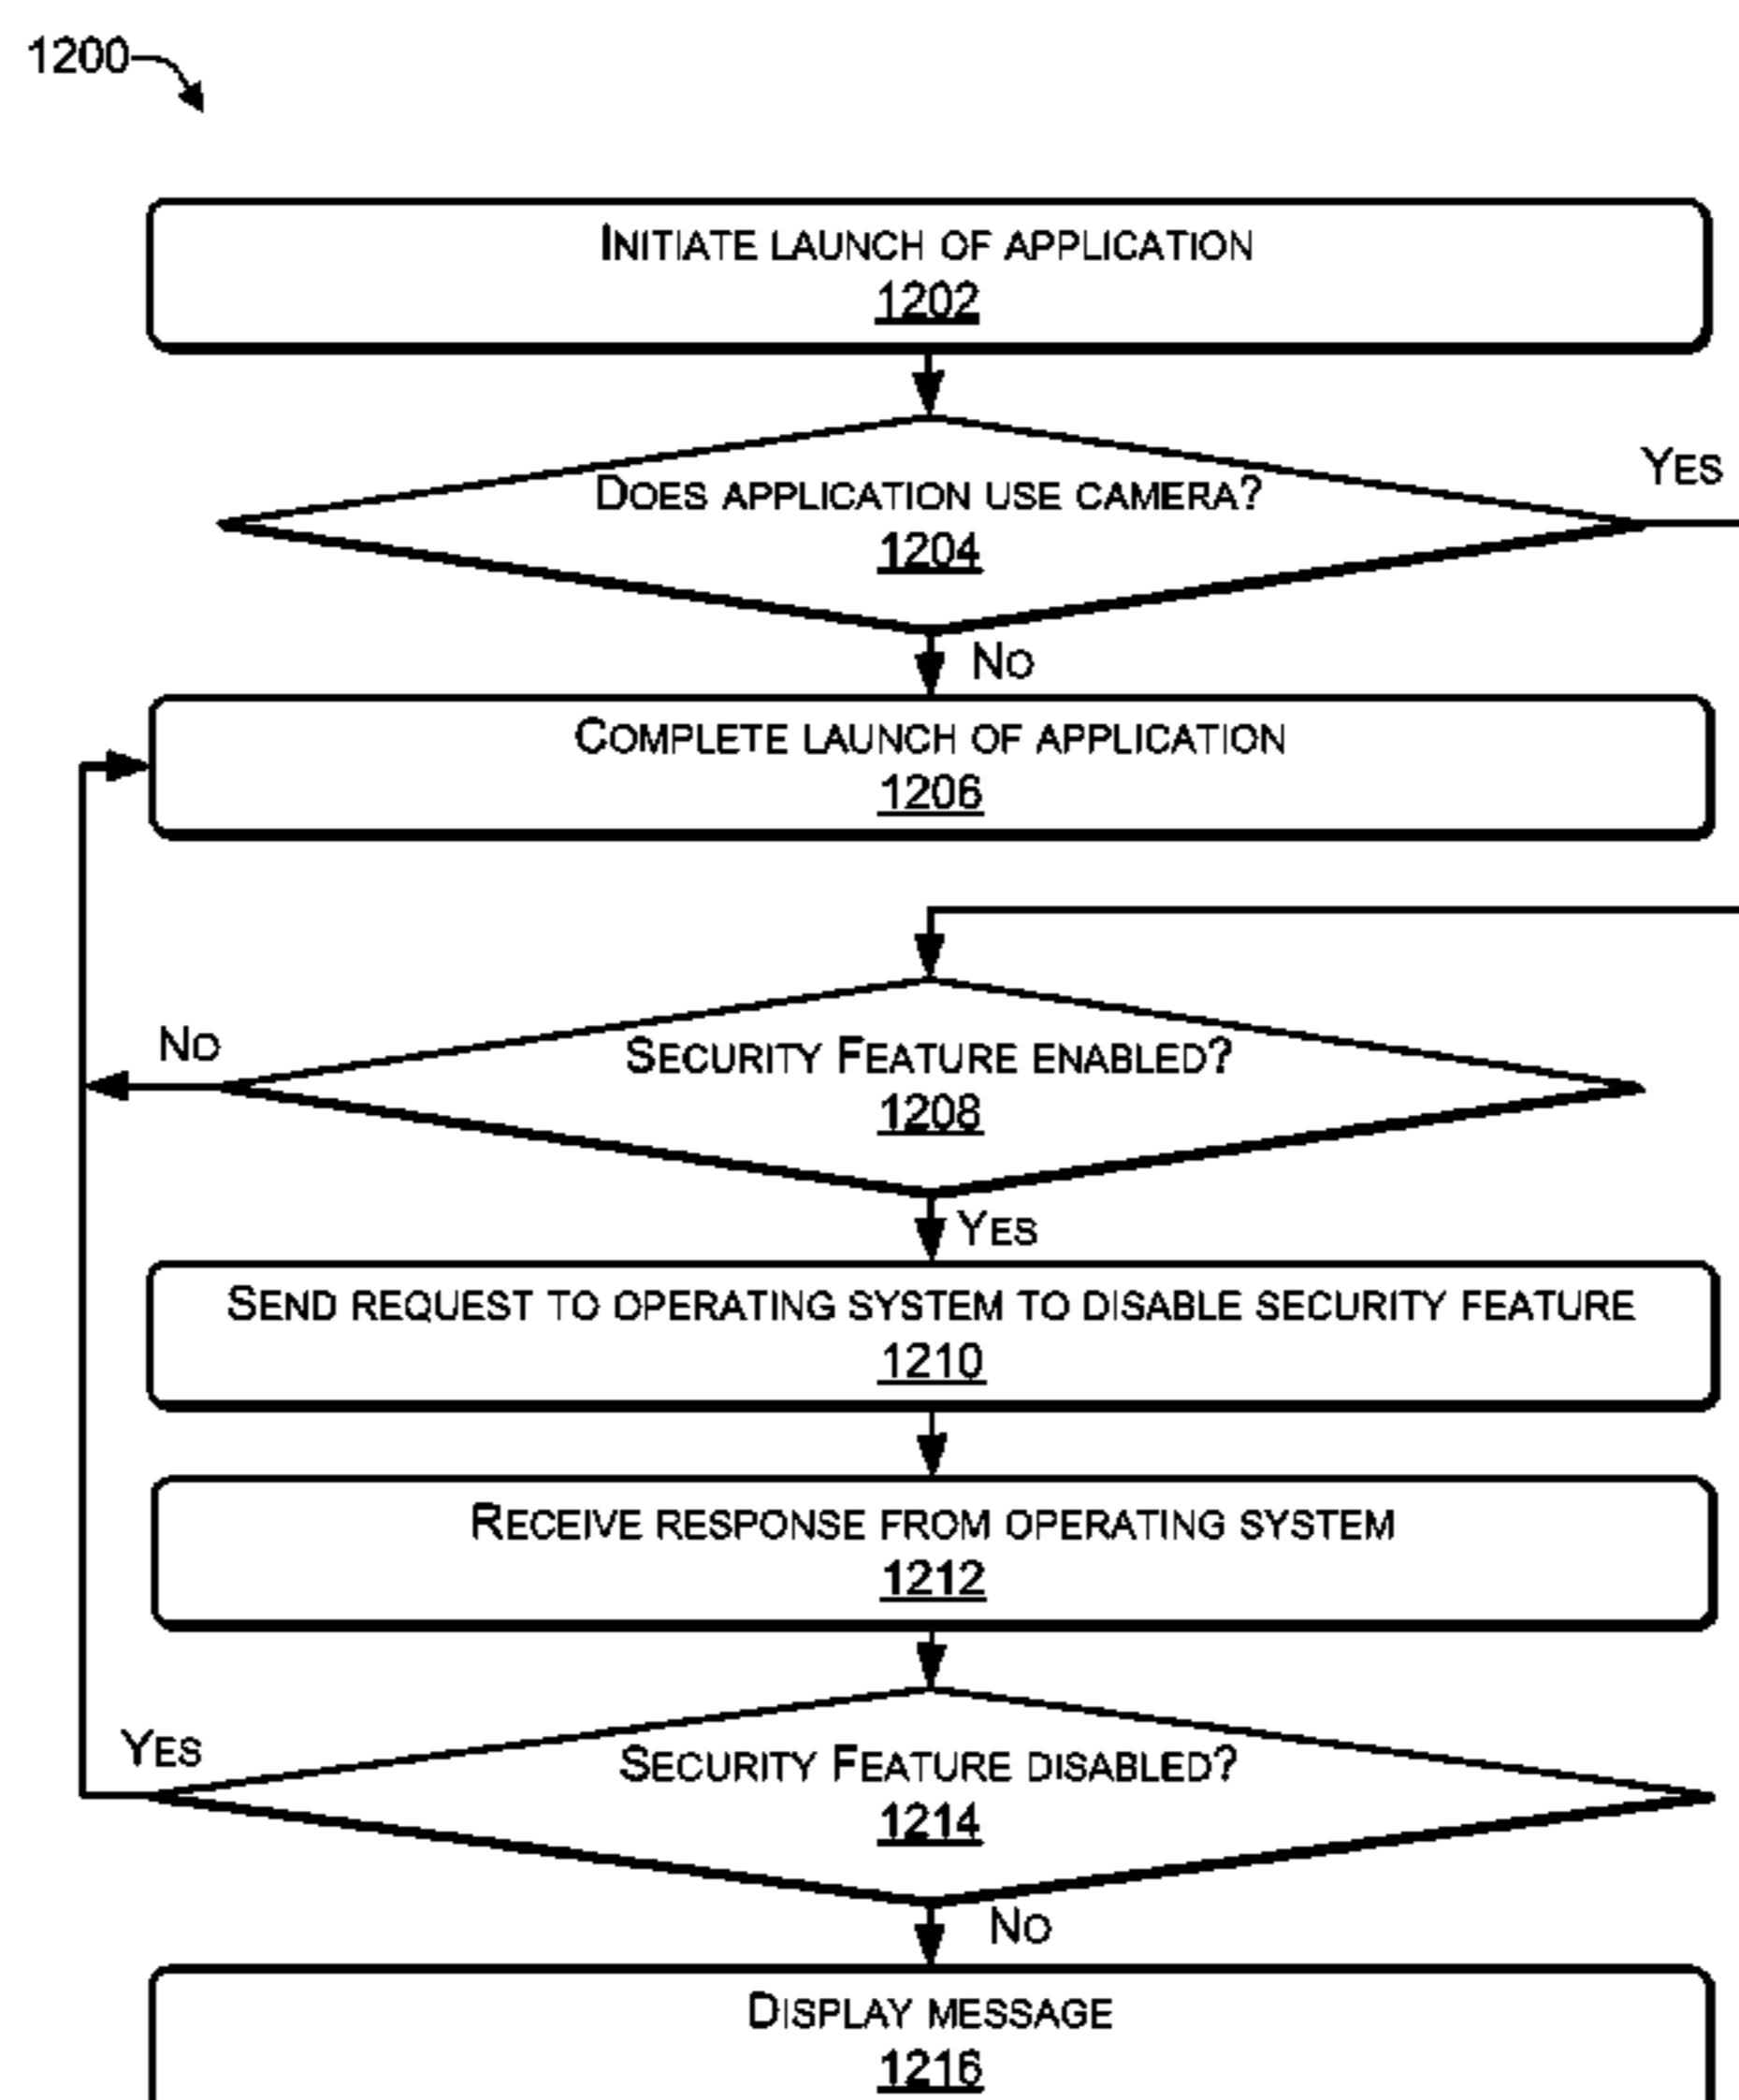 1200
Initiate launch of application
1202
Does application use camera?
1204
Yes
No
Complete launch of application
1206
Security Feature enabled?
1208
No
Yes
Send request to operating system to disable security feature
1210
Receive response from operating system
1212
Security Feature disabled?
1214
Yes
No
Display message
1216